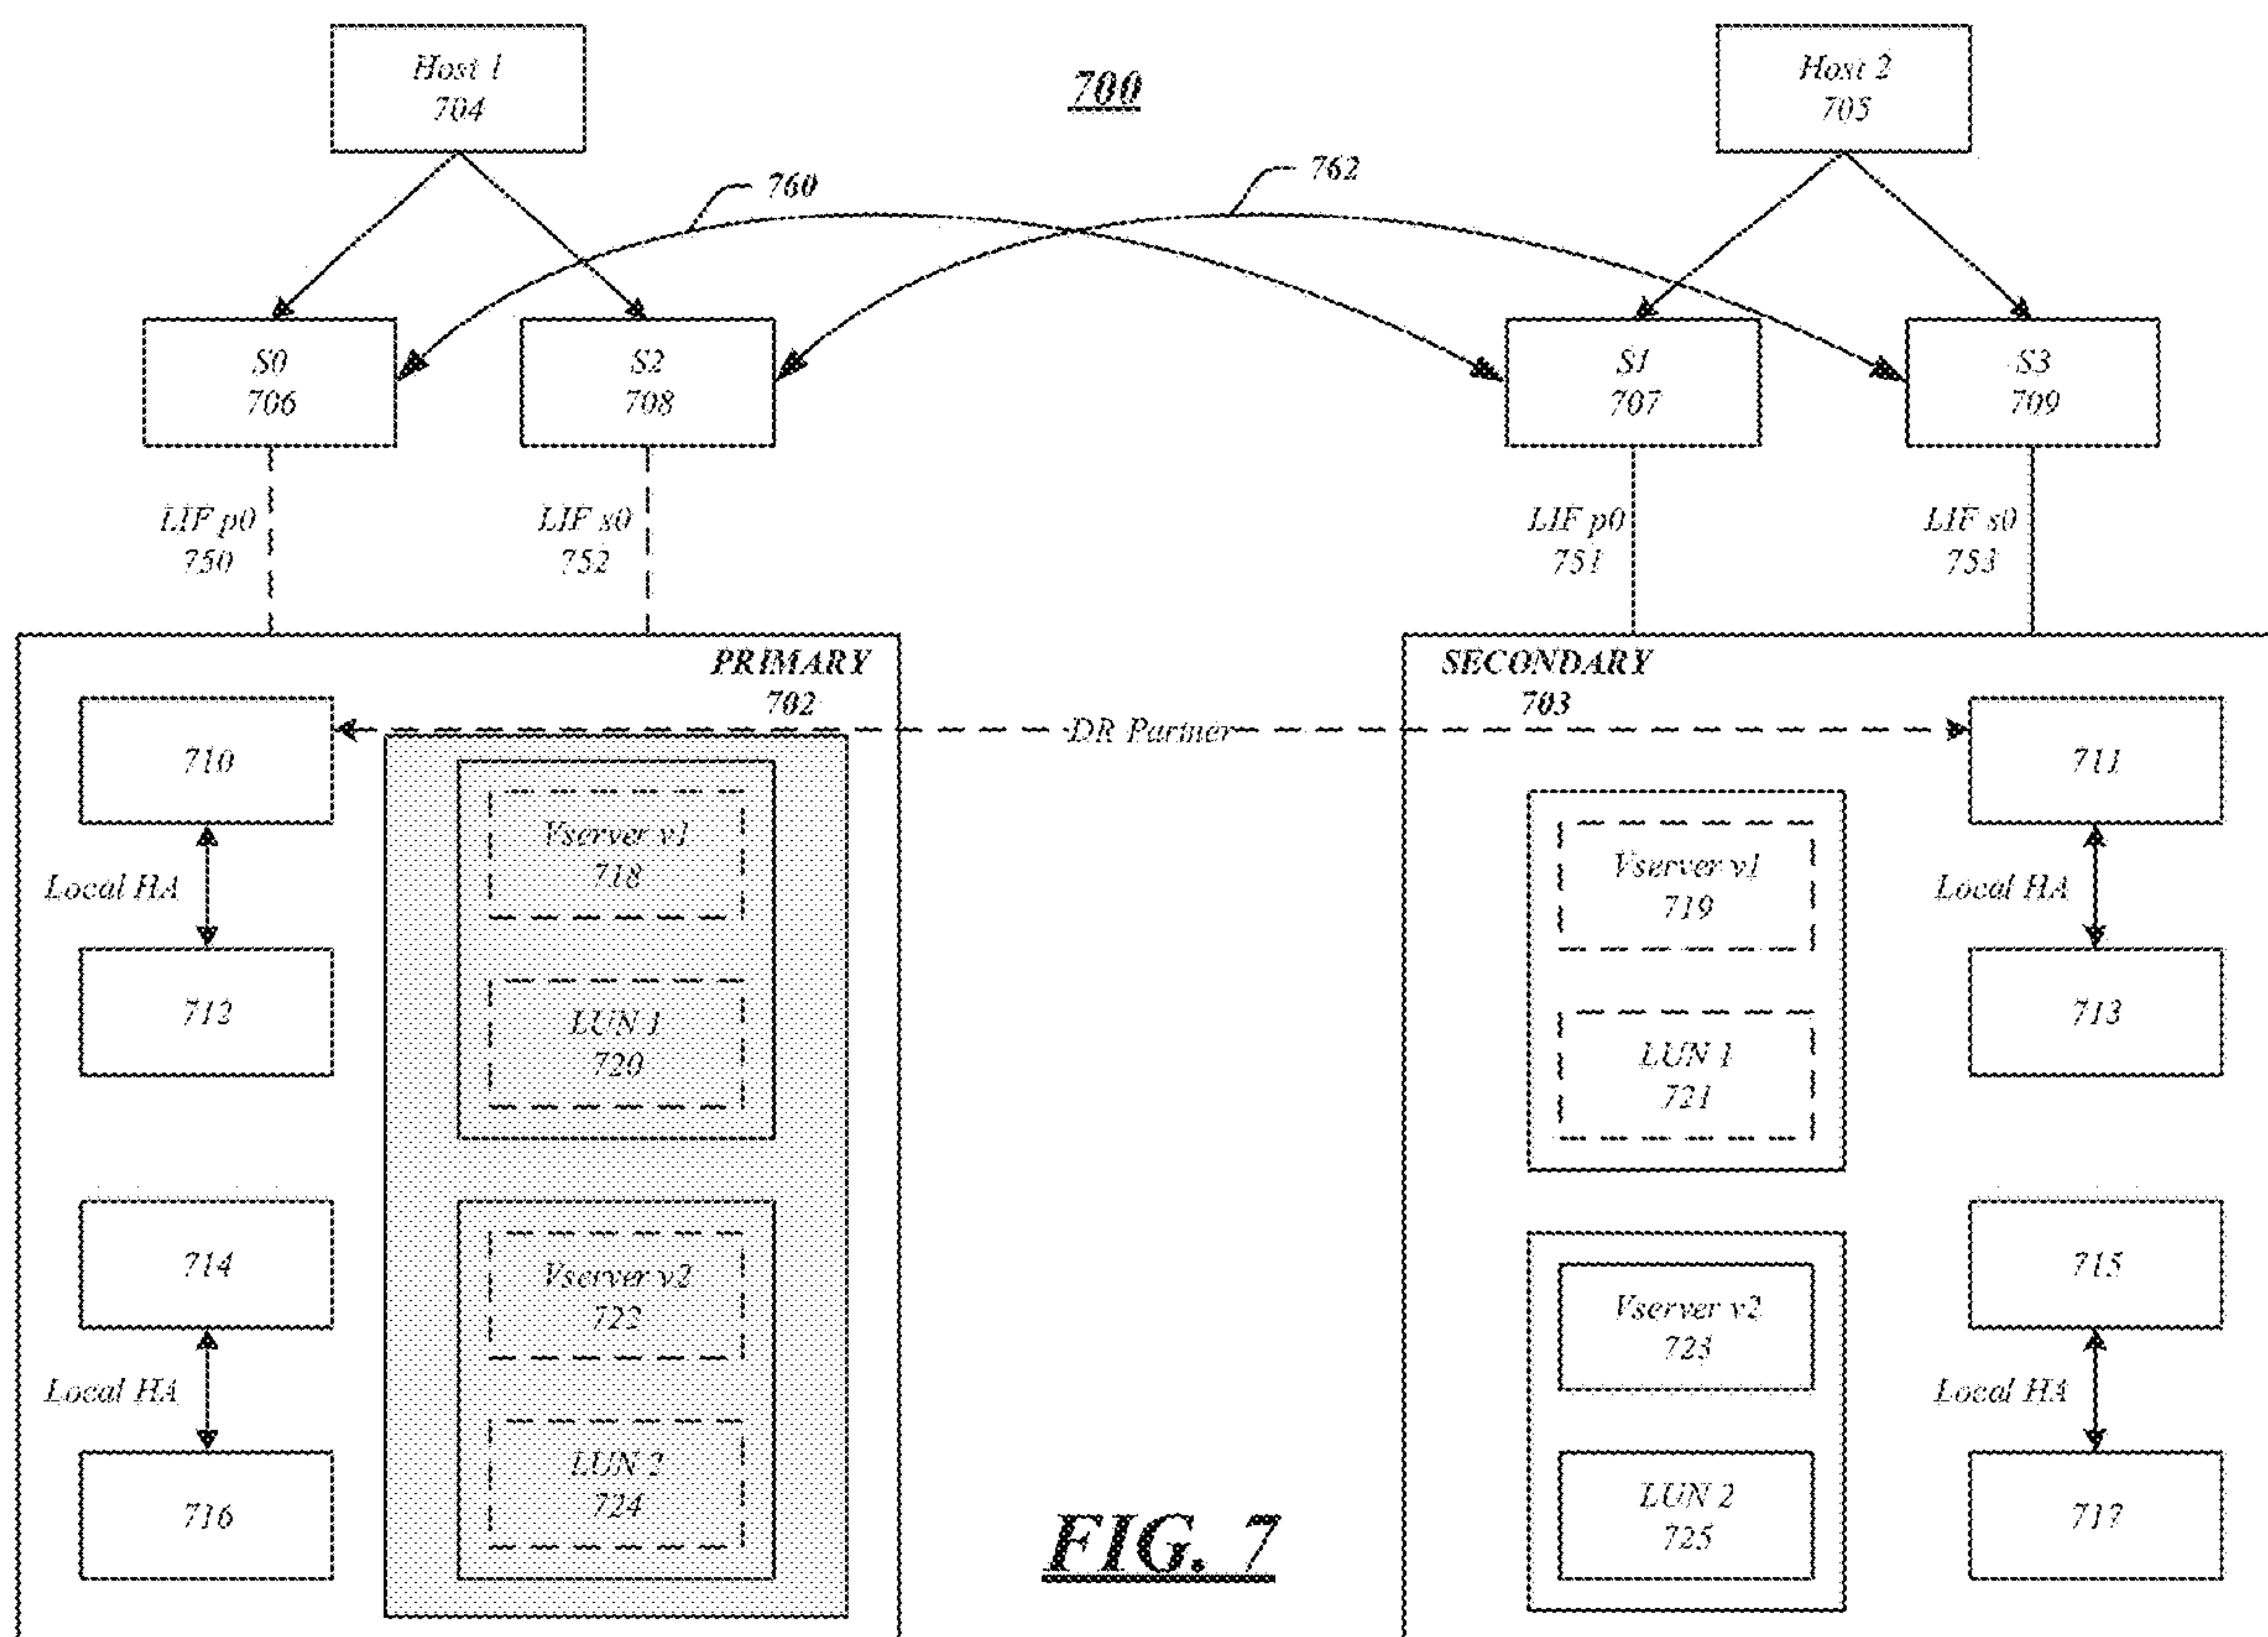 Host 1
704
700
Host 2
705
760
762
S0
706
S2
708
S1
707
S3
709
LIF p0
750
LIF s0
752
LIF p0
751
LIF s0
753
PRIMARY
702
SECONDARY
703
DR Partner
710
Local HA
712
714
Local HA
716
Vserver v1
718
LUN 1
720
Vserver v2
722
LUN 2
724
Vserver v1
719
LUN 1
721
Vserver v2
723
LUN 2
725
711
Local HA
713
715
Local HA
717
FIG. 7